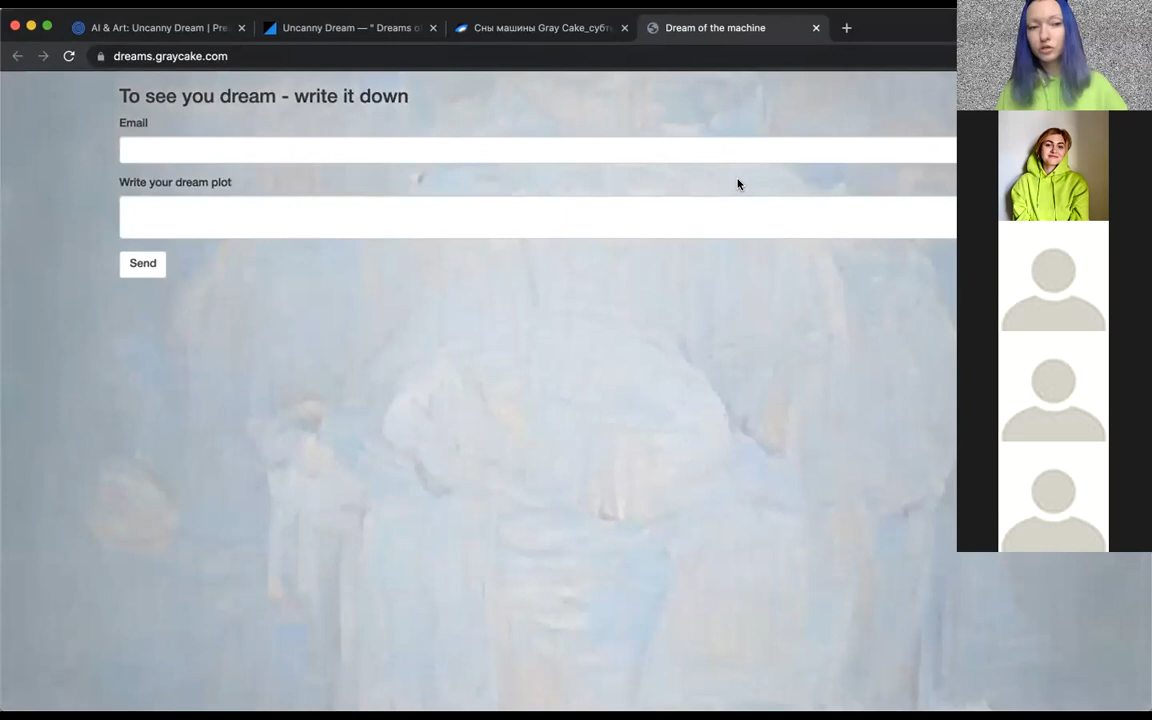 AI & Art: Uncanny Dream | Pre
Uncanny Dream — " Dreams o
Сны машины Gray Cake_субт
Dream of the machine
dreams.graycake.com
To see you dream - write it down
Email
Write your dream plot
Send